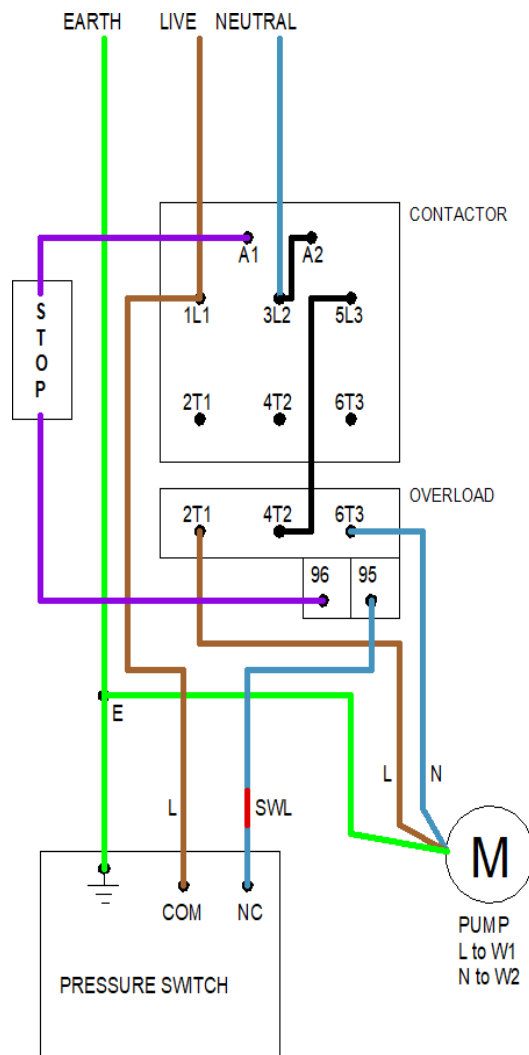 EARTH LIVE NEUTRAL
CONTACTOR
A1 A2
1L1 3L2 5L3
S
T
O
P
2T1 4T2 6T3
OVERLOAD
2T1 4T2 6T3
96 95
E
L N
L SWL
M
COM NC
PUMP
L to W1
N to W2
PRESSURE SWITCH